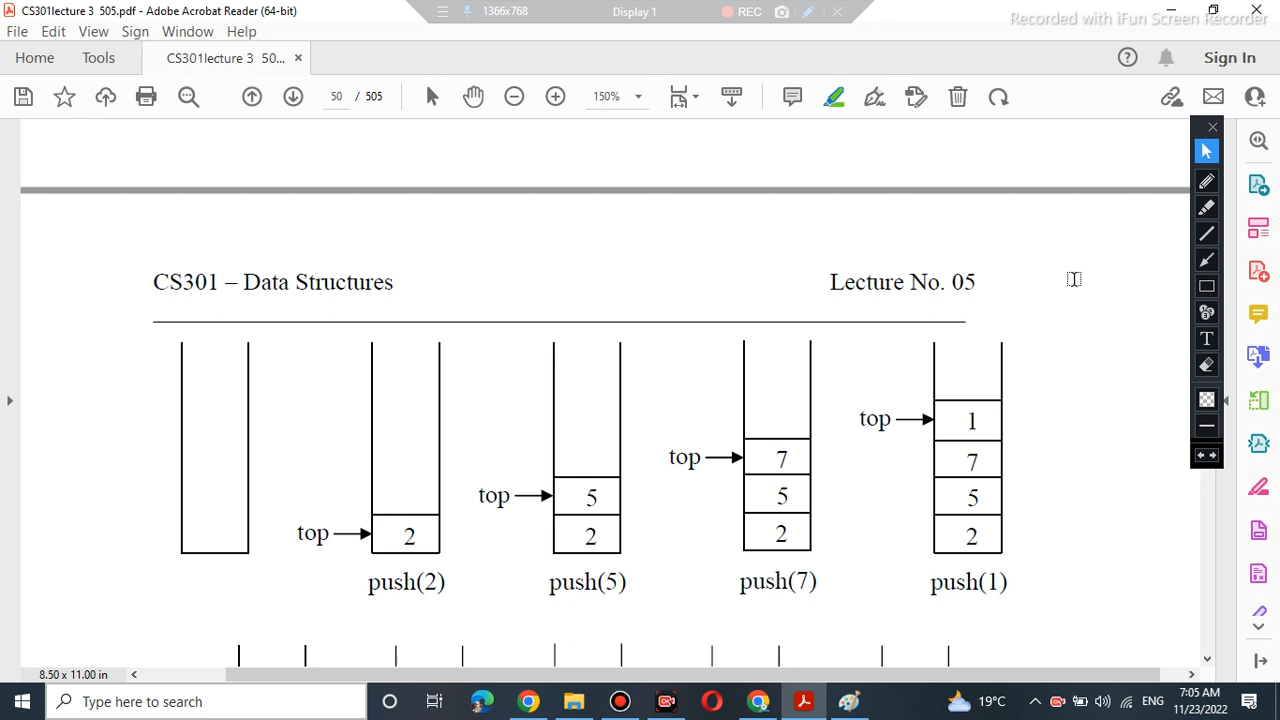 CS301lecture 3 505.pdf - Adobe Acrobat Reader (64-bit)
1366x768
Display 1
REC
Recorded with iFun Screen Recorder
File Edit View Sign Window Help
Home Tools CS301lecture 3 50... ×
Sign In
50 / 505
150%
CS301 – Data Structures
Lecture No. 05
top 1
top 7 7
top 5 5 5
top 2 2 2 2
push(2) push(5) push(7) push(1)
8.50 x 11.00 in
Type here to search
19°C
ENG
7:05 AM
11/23/2022